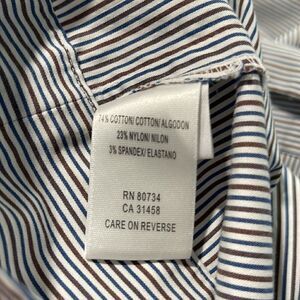 74% COTTON/ COTTON/ ALGODON
23% NYLON/ NILON
3% SPANDEX/ ELASTANO
RN 80734
CA 31458
CARE ON REVERSE